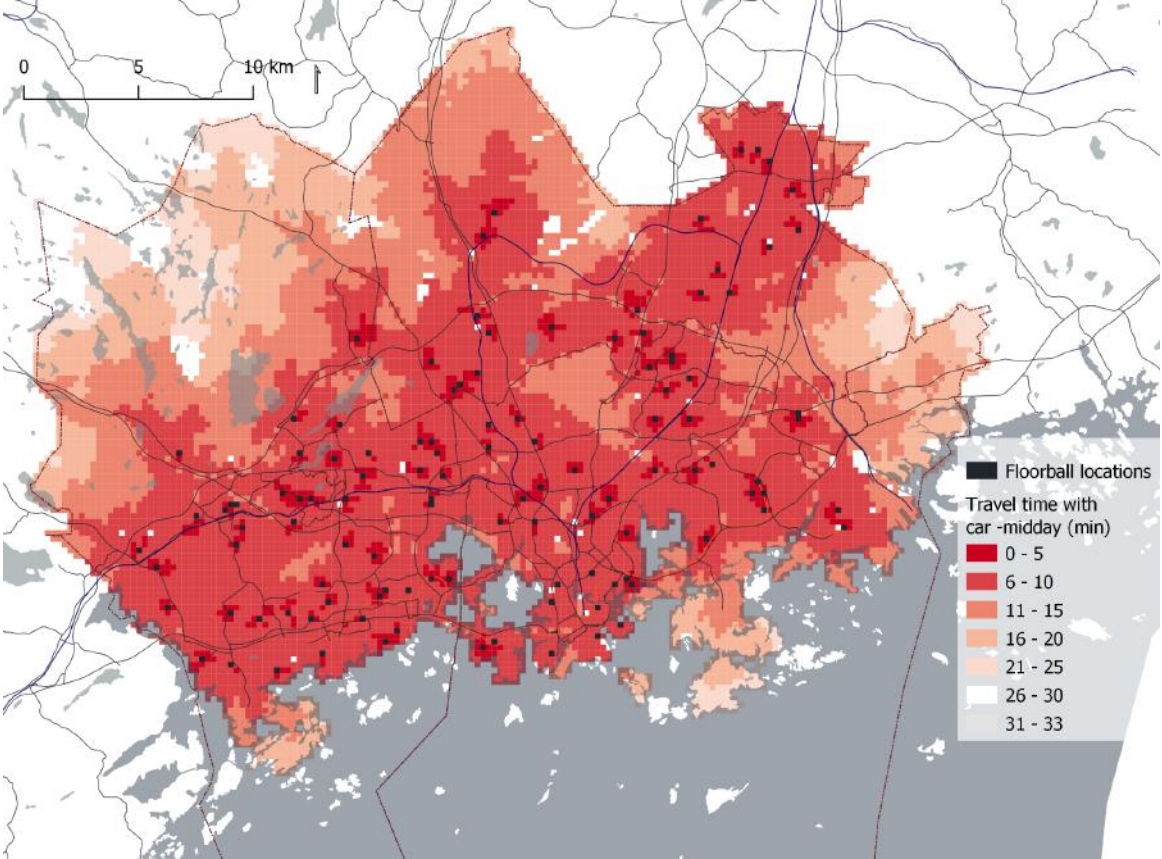 0 5 10 km
Floorball locations
Travel time with
car -midday (min)
0 - 5
6 - 10
11 - 15
16 - 20
21 - 25
26 - 30
31 - 33